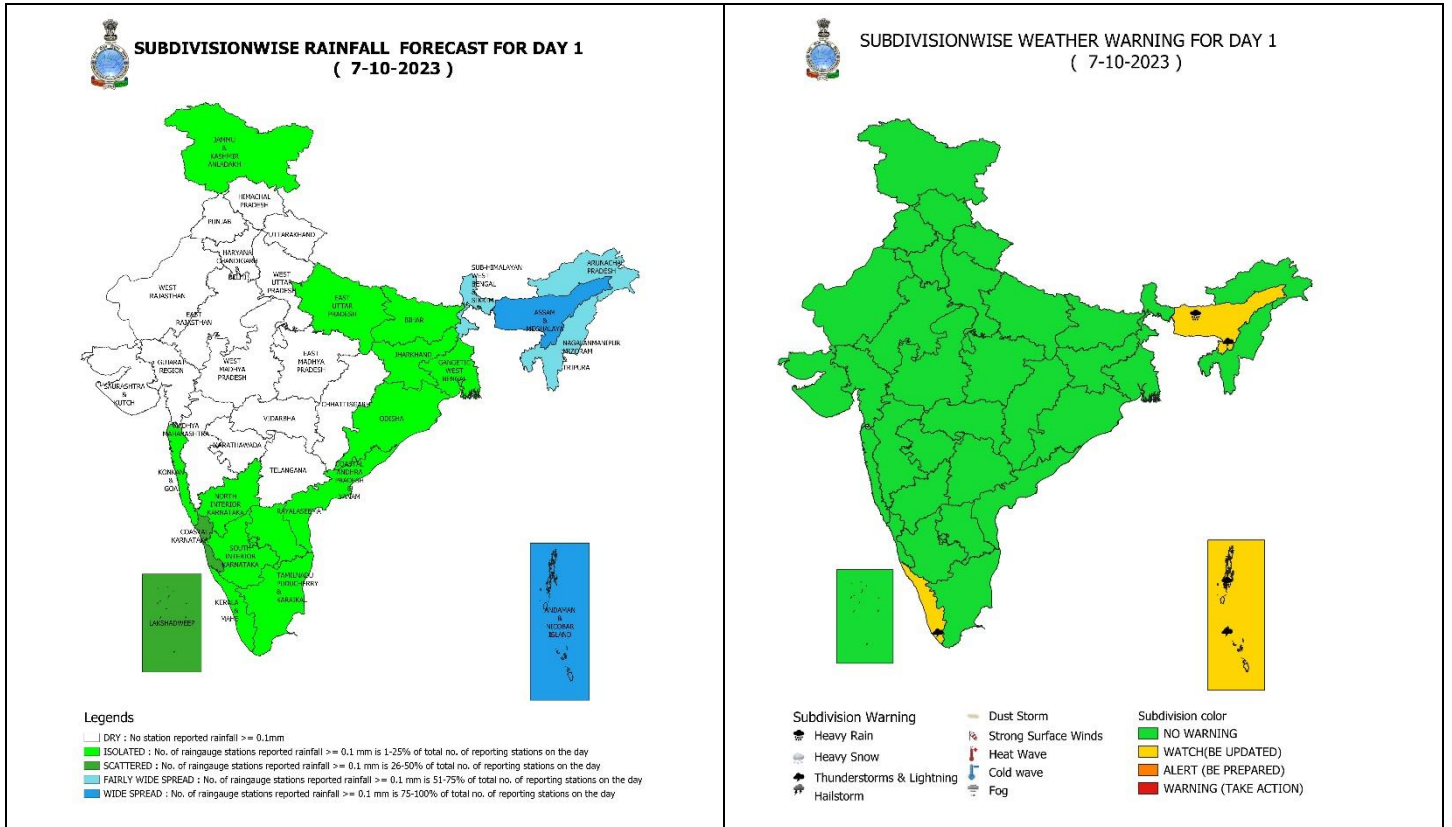 SUBDIVISIONWISE RAINFALL FORECAST FOR DAY 1
( 7-10-2023 )
JAMMU
&
KASHMIR
HIMACHAL
PRADESH
PUNJAB
UTTARAKHAND
HARYANA
CHANDIGARH
&
DELHI
WEST
UTTAR
PRADESH
WEST
RAJASTHAN
EAST
RAJASTHAN
EAST
UTTAR
PRADESH
BIHAR
SUB-HIMALAYAN
WEST
BENGAL
&
ARUNACHAL
PRADESH
ASSAM
&
MEGHALAYA
NAGALANMANIPUR
MIZORAM
&
TRIPURA
JHARKHAND
GANGETIC
WEST
BENGAL
GUJARAT
REGION
WEST
MADHYA
PRADESH
EAST
MADHYA
PRADESH
SAURASHTRA
&
KUTCH
CHHATTISGARH
ODISHA
VIDARBHA
MADHYA
MAHARASHTRA
MARATHAWADA
TELANGANA
KONKAN
&
GOA
COASTAL
ANDHRA
PRADESH
&
YANAM
NORTH
INTERIOR
KARNATAKA
RAYALASEEMA
COASTAL
KARNATAKA
SOUTH
INTERIOR
KARNATAKA
TAMILNADU
PUDUCHERRY
&
KARAIKAL
KERALA
&
MAHE
LAKSHADWEEP
ANDAMAN
&
NICOBAR
ISLAND
Legends
DRY : No station reported rainfall >= 0.1mm
ISOLATED : No. of raingauge stations reported rainfall >= 0.1 mm is 1-25% of total no. of reporting stations on the day
SCATTERED : No. of raingauge stations reported rainfall >= 0.1 mm is 26-50% of total no. of reporting stations on the day
FAIRLY WIDE SPREAD : No. of raingauge stations reported rainfall >= 0.1 mm is 51-75% of total no. of reporting stations on the day
WIDE SPREAD : No. of raingauge stations reported rainfall >= 0.1 mm is 75-100% of total no. of reporting stations on the day
SUBDIVISIONWISE WEATHER WARNING FOR DAY 1
( 7-10-2023 )
Subdivision Warning
Heavy Rain
Heavy Snow
Thunderstorms & Lightning
Hailstorm
Dust Storm
Strong Surface Winds
Heat Wave
Cold wave
Fog
Subdivision color
NO WARNING
WATCH(BE UPDATED)
ALERT (BE PREPARED)
WARNING (TAKE ACTION)